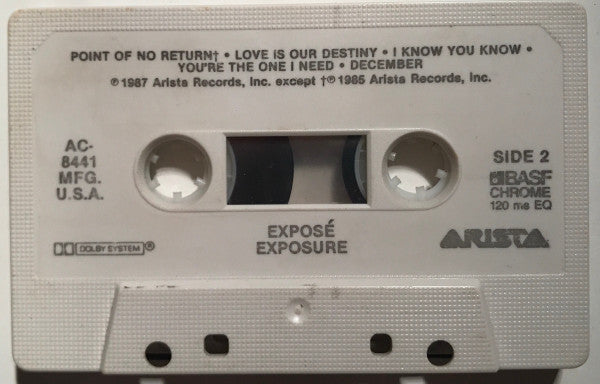 POINT OF NO RETURN† • LOVE IS OUR DESTINY • I KNOW YOU KNOW •
YOU'RE THE ONE I NEED • DECEMBER
℗1987 Arista Records, Inc. except †℗1985 Arista Records, Inc.
AC-
8441
MFG.
U.S.A.
SIDE 2
BASF
CHROME
120 ms EQ
EXPOSÉ
EXPOSURE
DOLBY SYSTEM®
ARISTA